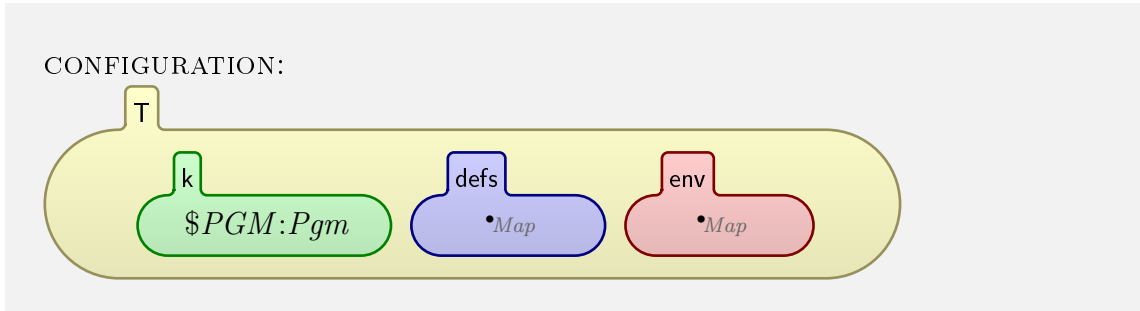 CONFIGURATION:
T
k defs env
$PGM:Pgm •Map •Map